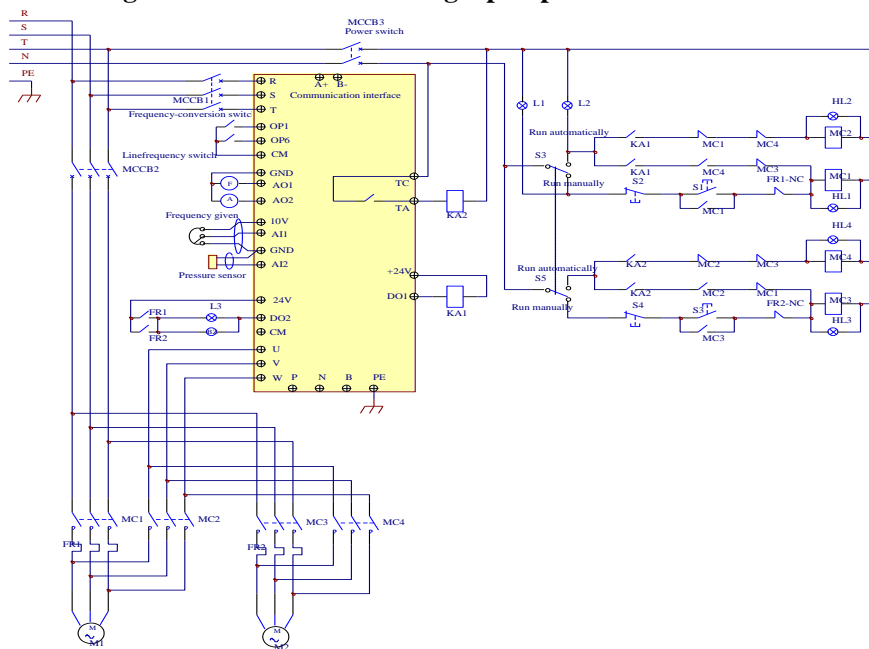 R
S
T
N
PE
MCCB3
Power switch
A+ B-
Communication interface
R
S
T
MCCB1
Frequency-conversion switc
OP1
OP6
CM
Linefrequency switch
MCCB2
GND
AO1
AO2
F
A
Frequency given
10V
AI1
GND
AI2
Pressure sensor
24V
DO2
CM
FR1
FR2
L3
U
V
W
P N B PE
TC
TA
KA2
+24V
DO1
KA1
L1
L2
Run automatically
S3
Run manually
KA1
MC1
MC4
HL2
MC2
KA1
MC4
MC3
MC1
S2
S1
MC1
FR1-NC
HL1
HL4
Run automatically
S5
Run manually
KA2
MC2
MC3
MC4
KA2
MC2
MC1
MC3
S4
S3
MC3
FR2-NC
HL3
MC1
MC2
MC3
MC4
FR1
FR2
M
M1
M
M2